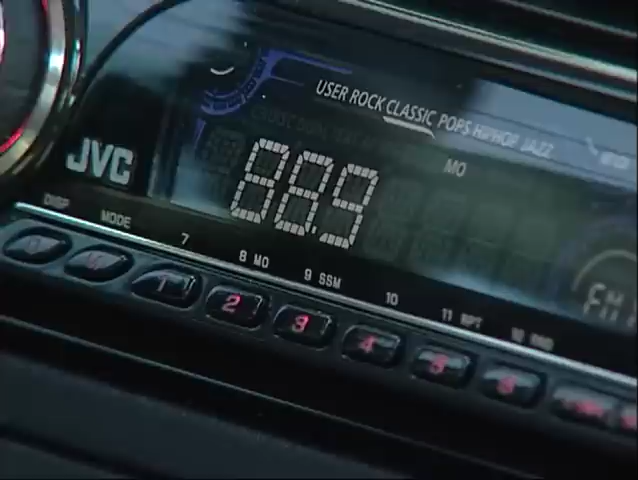 USER ROCK CLASSIC POPS HIPHOP JAZZ
MO
JVC
88.9
DISP MODE 7 8 MO 9 SSM 10 11 RPT 12
1 2 3 4 5 6
FM